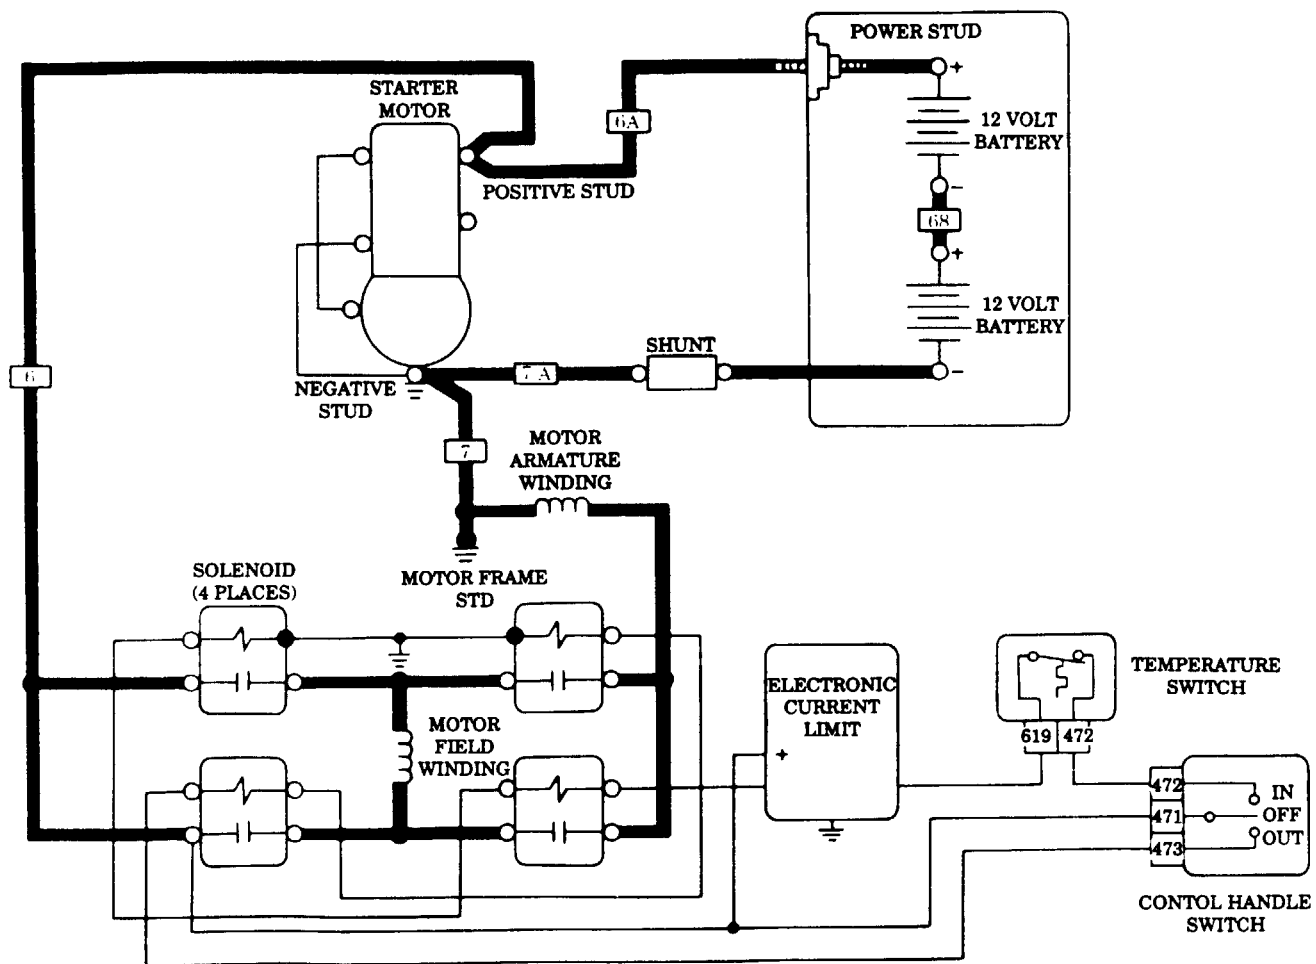 POWER STUD
+
12 VOLT
BATTERY
−
68
+
12 VOLT
BATTERY
−
STARTER
MOTOR
6A
POSITIVE STUD
6
SHUNT
7A
NEGATIVE
STUD
7
MOTOR
ARMATURE
WINDING
MOTOR FRAME
STD
SOLENOID
(4 PLACES)
MOTOR
FIELD
WINDING
ELECTRONIC
CURRENT
LIMIT
+
TEMPERATURE
SWITCH
619
472
472
471
473
IN
OFF
OUT
CONTOL HANDLE
SWITCH